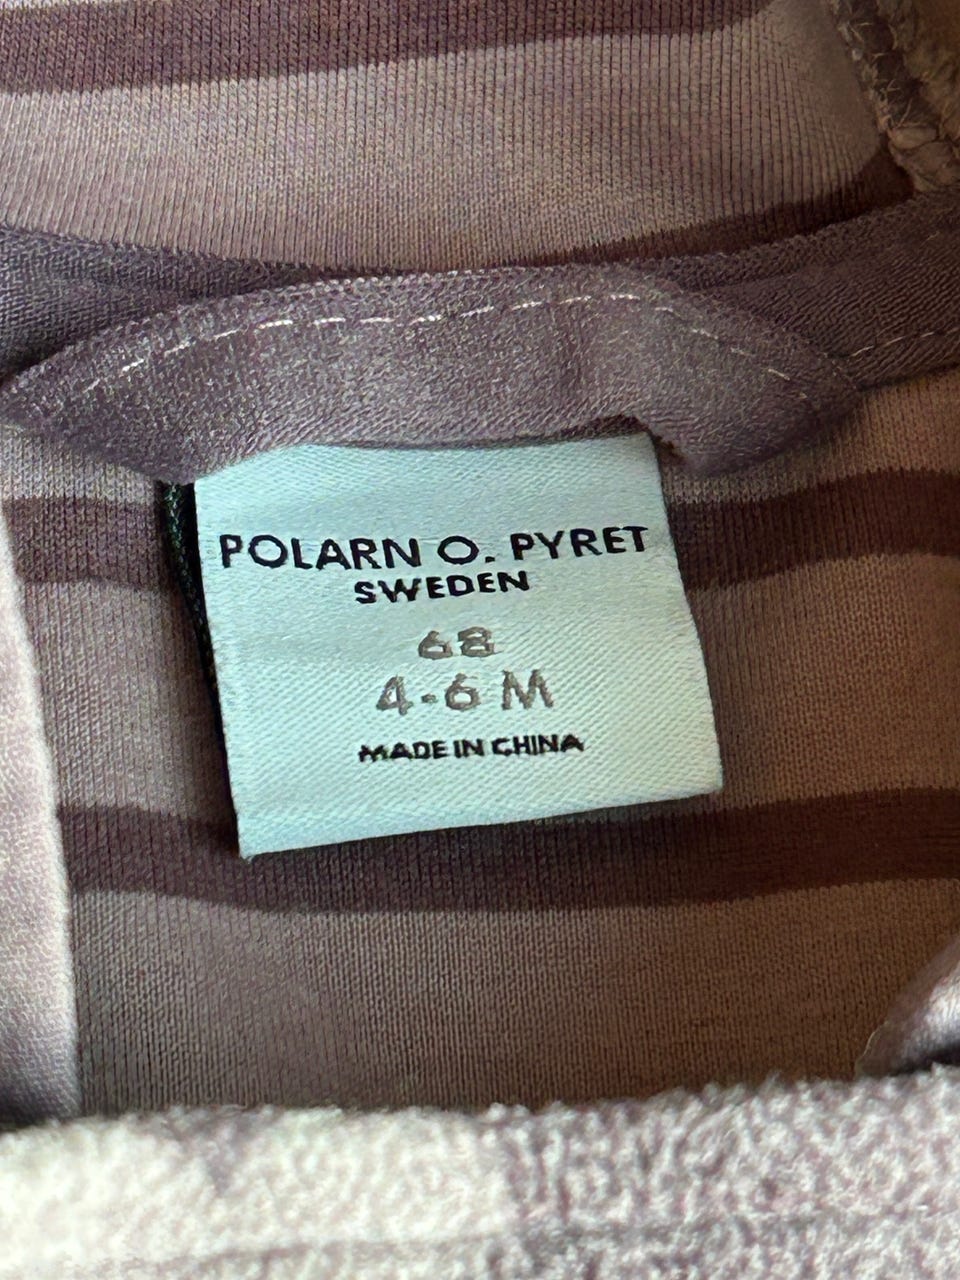 POLARN O. PYRET
SWEDEN
68
4-6 M
MADE IN CHINA